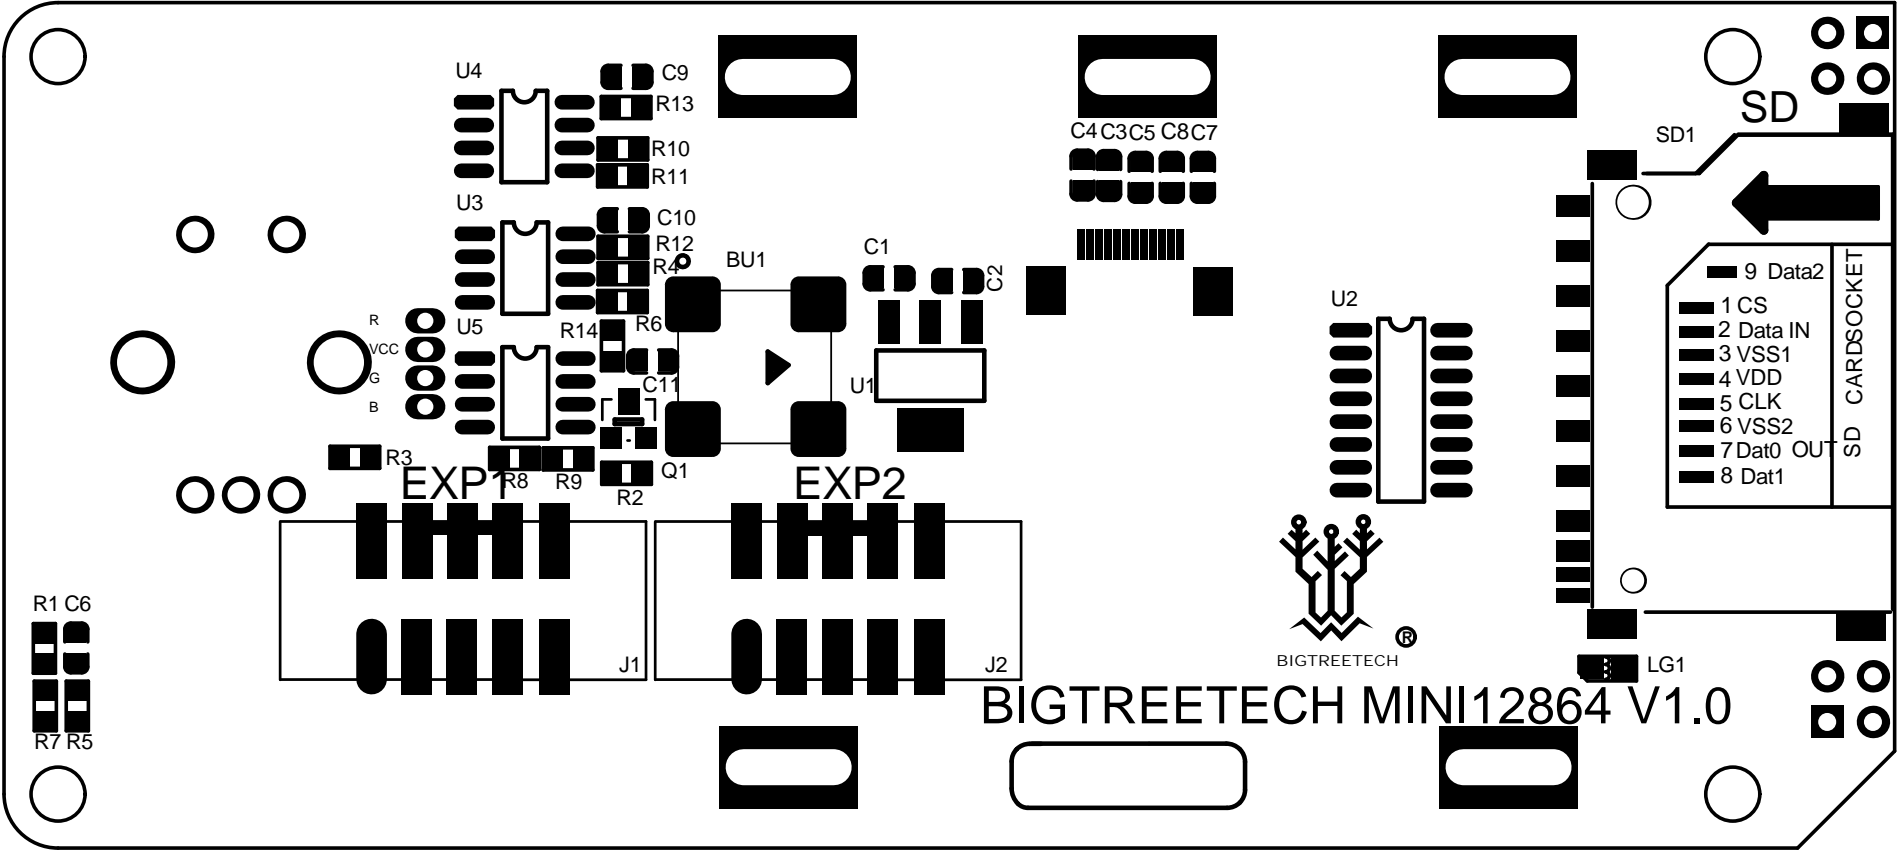 U4
C9
R13
R10
R11
U3
C10
R12
R4
R6
BU1
C1
C2
R
VCC
G
B
U5
R14
C11
U1
R3
R8
R9
R2
Q1
EXP1
EXP2
J1
J2
R1 C6
R7 R5
C4 C3 C5 C8 C7
U2
SD
SD1
9 Data2
1 CS
2 Data IN
3 VSS1
4 VDD
5 CLK
6 VSS2
7 Dat0 OUT
8 Dat1
SD CARDSOCKET
®
BIGTREETECH
LG1
BIGTREETECH MINI12864 V1.0